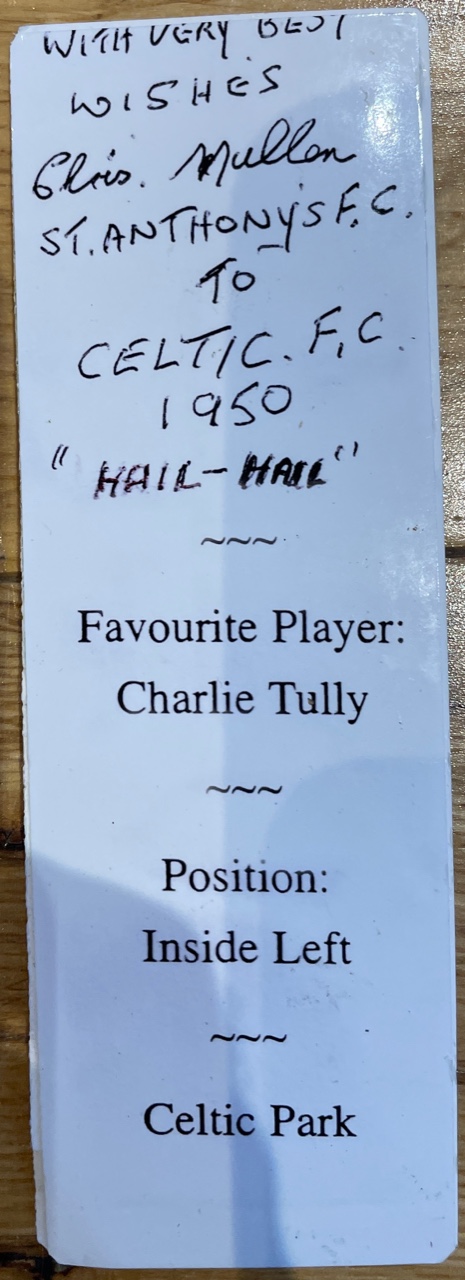 WITH VERY BEST
WISHES
Chris. Mullen
ST. ANTHONY'S F.C.
TO
CELTIC. F.C.
1950
"HAIL-HAIL"
~~~
Favourite Player:
Charlie Tully
~~~
Position:
Inside Left
~~~
Celtic Park